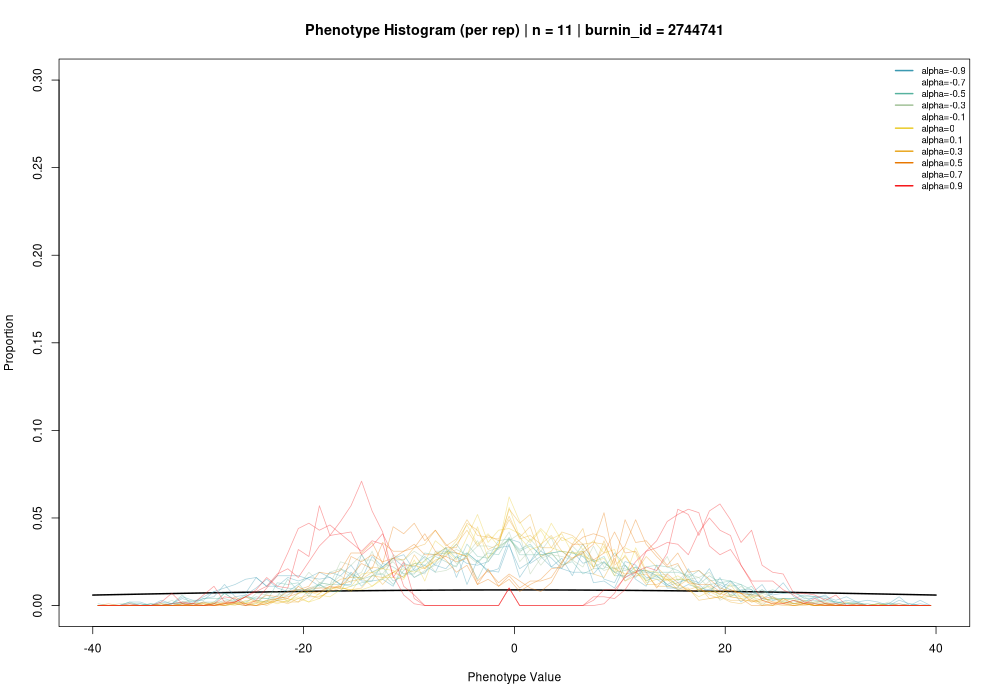 Phenotype Histogram (per rep) | n = 11 | burnin_id = 2744741
alpha=-0.9
alpha=-0.7
alpha=-0.5
alpha=-0.3
alpha=-0.1
alpha=0
alpha=0.1
alpha=0.3
alpha=0.5
alpha=0.7
alpha=0.9
Proportion
0.30
0.25
0.20
0.15
0.10
0.05
0.00
-40 -20 0 20 40
Phenotype Value